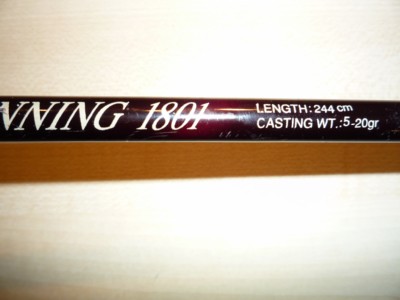 NNING 1801
LENGTH: 244 cm
CASTING WT.: 5-20gr